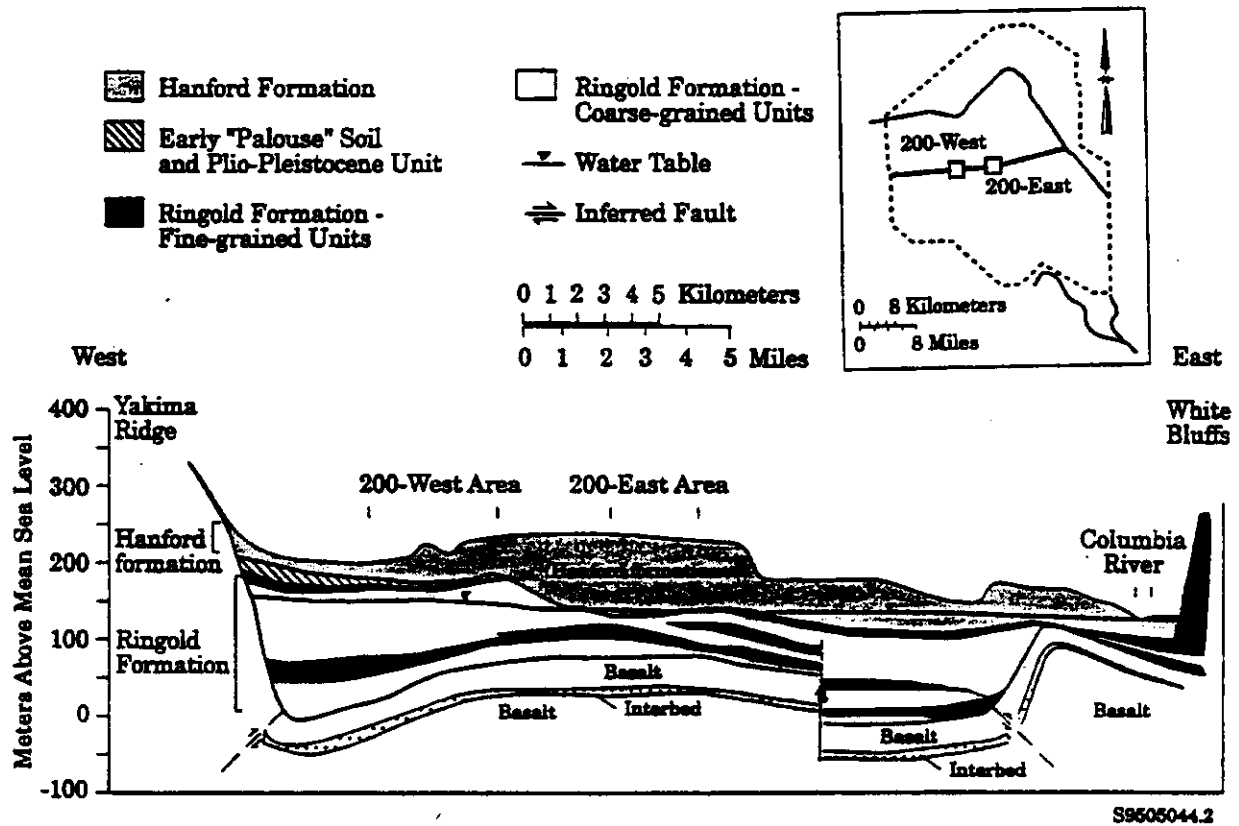 Hanford Formation
Early "Palouse" Soil
and Plio-Pleistocene Unit
Ringold Formation -
Fine-grained Units
Ringold Formation -
Coarse-grained Units
Water Table
Inferred Fault
0 1 2 3 4 5 Kilometers
0 1 2 3 4 5 Miles
200-West
200-East
0 8 Kilometers
0 8 Miles
West
East
Yakima
Ridge
White
Bluffs
200-West Area
200-East Area
Columbia
River
Hanford
formation
Ringold
Formation
Meters Above Mean Sea Level
400
300
200
100
0
-100
Basalt
Basalt
Interbed
Basalt
Interbed
Basalt
S9505044.2